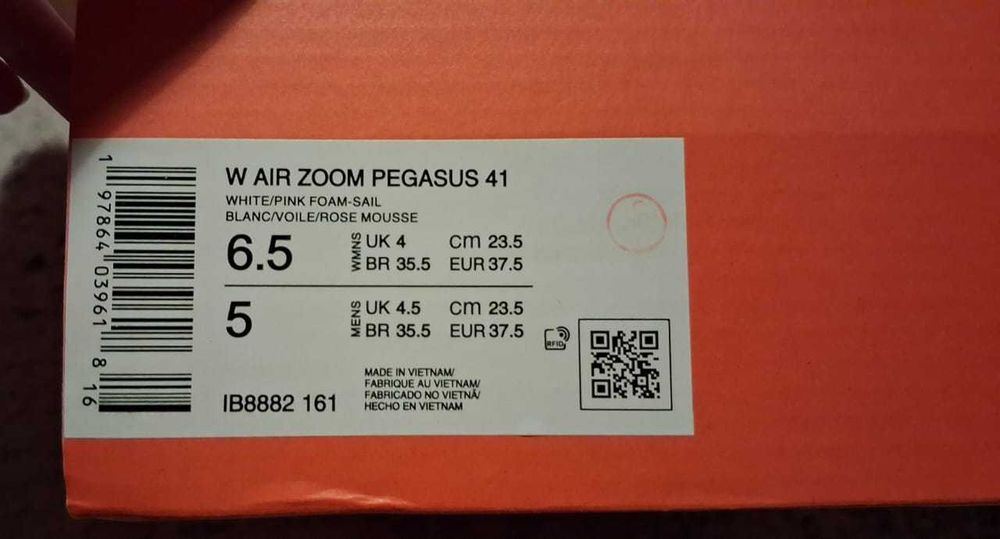 W AIR ZOOM PEGASUS 41
WHITE/PINK FOAM-SAIL
BLANC/VOILE/ROSE MOUSSE
6.5 WMNS UK 4 cm 23.5
BR 35.5 EUR 37.5
5 MENS UK 4.5 cm 23.5
BR 35.5 EUR 37.5
RFID
MADE IN VIETNAM/
FABRIQUE AU VIETNAM/
FABRICADO NO VIETNÃ/
HECHO EN VIETNAM
IB8882 161
1 97864 03961 8 16